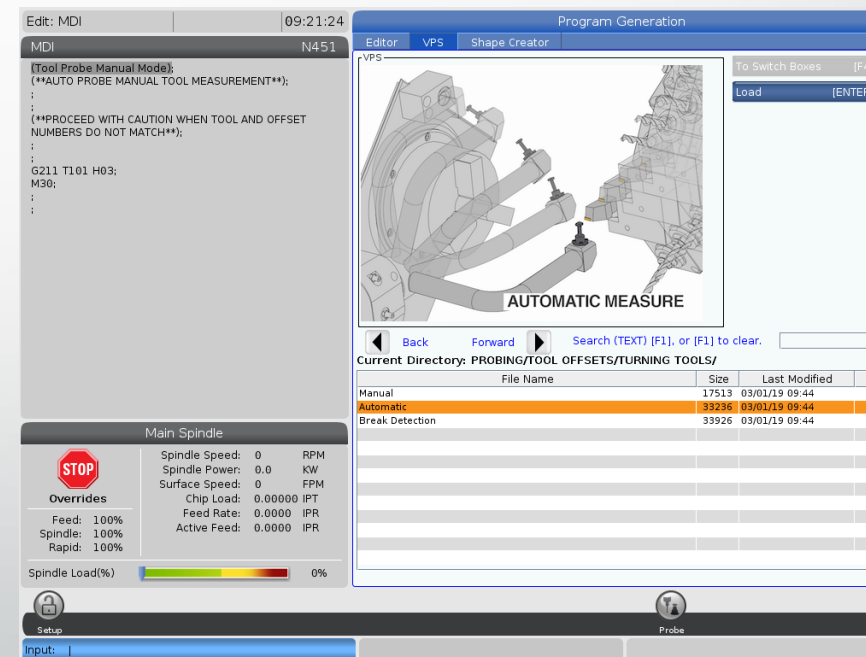 Edit: MDI
09:21:24
Program Generation
MDI
N451
Editor
VPS
Shape Creator
(Tool Probe Manual Mode);
(**AUTO PROBE MANUAL TOOL MEASUREMENT**);
;
;
(**PROCEED WITH CAUTION WHEN TOOL AND OFFSET
NUMBERS DO NOT MATCH**);
;
;
G211 T101 H03;
M30;
;
;
VPS
To Switch Boxes [F4
Load [ENTER
AUTOMATIC MEASURE
Back
Forward
Search (TEXT) [F1], or [F1] to clear.
Current Directory: PROBING/TOOL OFFSETS/TURNING TOOLS/
File Name Size Last Modified
Manual 17513 03/01/19 09:44
Automatic 33236 03/01/19 09:44
Break Detection 33926 03/01/19 09:44
Main Spindle
STOP
Overrides
Feed: 100%
Spindle: 100%
Rapid: 100%
Spindle Speed: 0 RPM
Spindle Power: 0.0 KW
Surface Speed: 0 FPM
Chip Load: 0.00000 IPT
Feed Rate: 0.0000 IPR
Active Feed: 0.0000 IPR
Spindle Load(%) 0%
Setup
Probe
Input: |